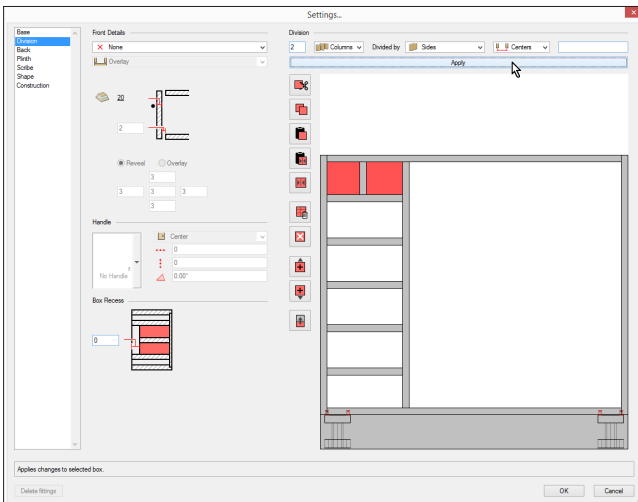 Settings...
Base
Division
Back
Plinth
Scribe
Shape
Construction
Front Details
None
Overlay
20
2
Reveal Overlay
3
3 3 3
3
Handle
No Handle
Center
0
0
0.00°
Box Recess
0
Division
2 Columns Divided by Sides Centers
Apply
Applies changes to selected box.
Delete fittings
OK Cancel